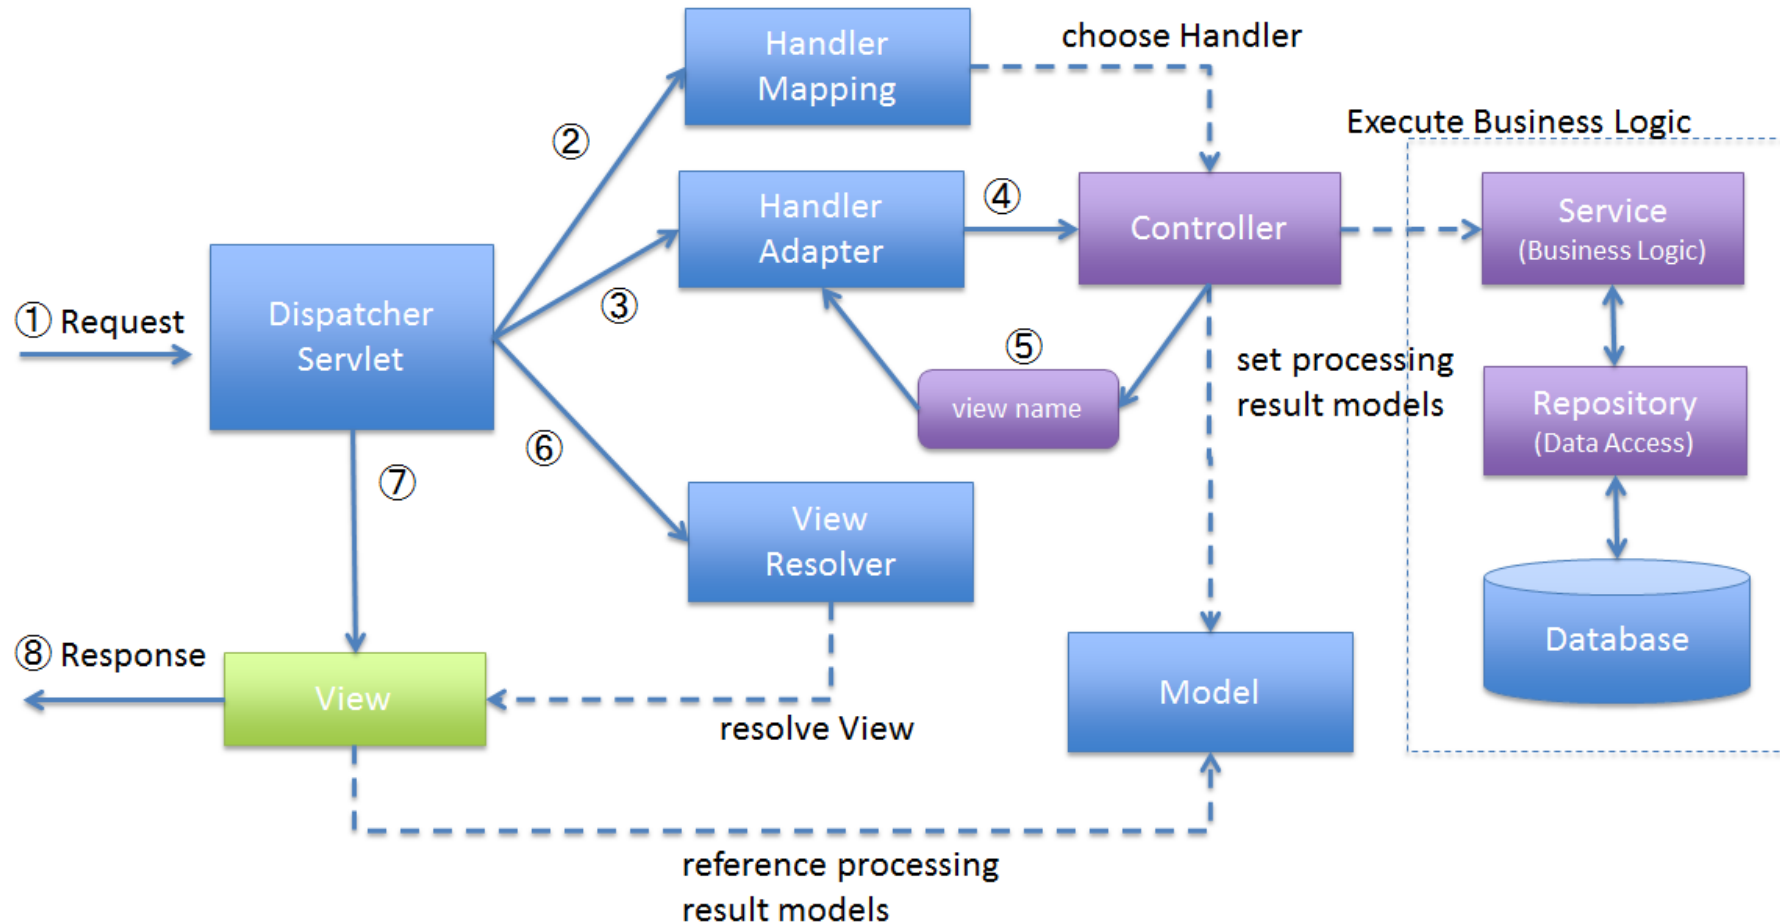 Handler
Mapping
choose Handler
Execute Business Logic
②
Handler
Adapter
④
Controller
Service
(Business Logic)
① Request
Dispatcher
Servlet
③
⑤
view name
set processing
result models
Repository
(Data Access)
⑥
⑦
View
Resolver
Database
⑧ Response
View
resolve View
Model
reference processing
result models